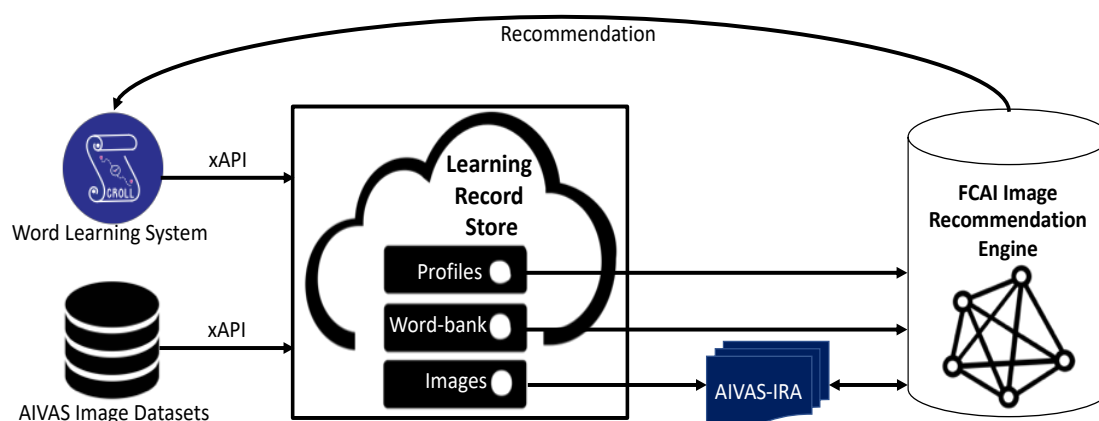 Recommendation
CROLL
xAPI
Word Learning System
Learning
Record
Store
FCAI Image
Recommendation
Engine
Profiles
Word-bank
xAPI
Images
AIVAS-IRA
AIVAS Image Datasets